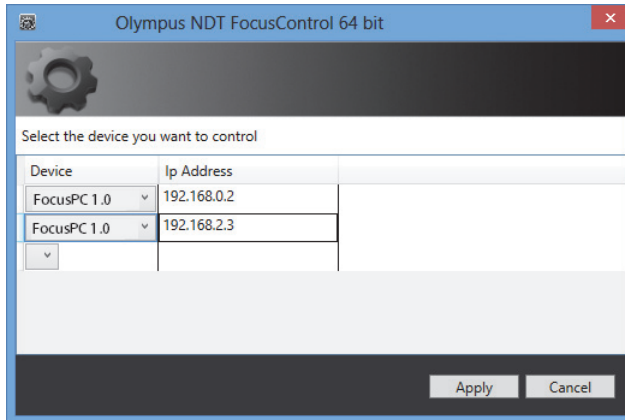 Olympus NDT FocusControl 64 bit
Select the device you want to control
Device Ip Address
FocusPC 1.0 192.168.0.2
FocusPC 1.0 192.168.2.3
Apply Cancel